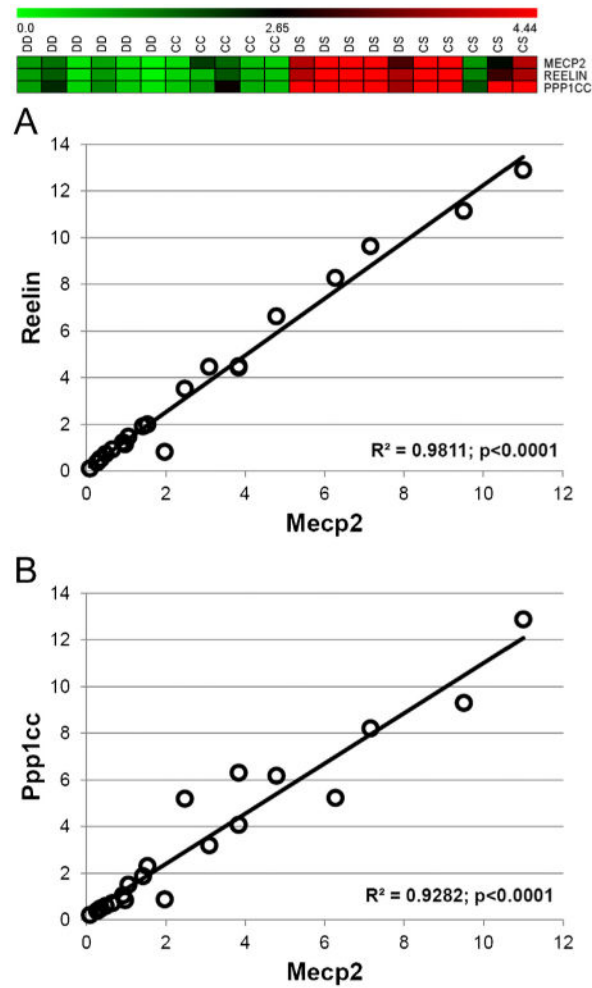 0.0 2.65 4.44
DD DD DD DD DD DD CC CC CC CC CC DS DS DS DS DS CS CS CS CS CS
MECP2
REELIN
PPP1CC
A
14
12
10
8
6
4
2
0
Reelin
R² = 0.9811; p<0.0001
0 2 4 6 8 10 12
Mecp2
B
14
12
10
8
6
4
2
0
Ppp1cc
R² = 0.9282; p<0.0001
0 2 4 6 8 10 12
Mecp2